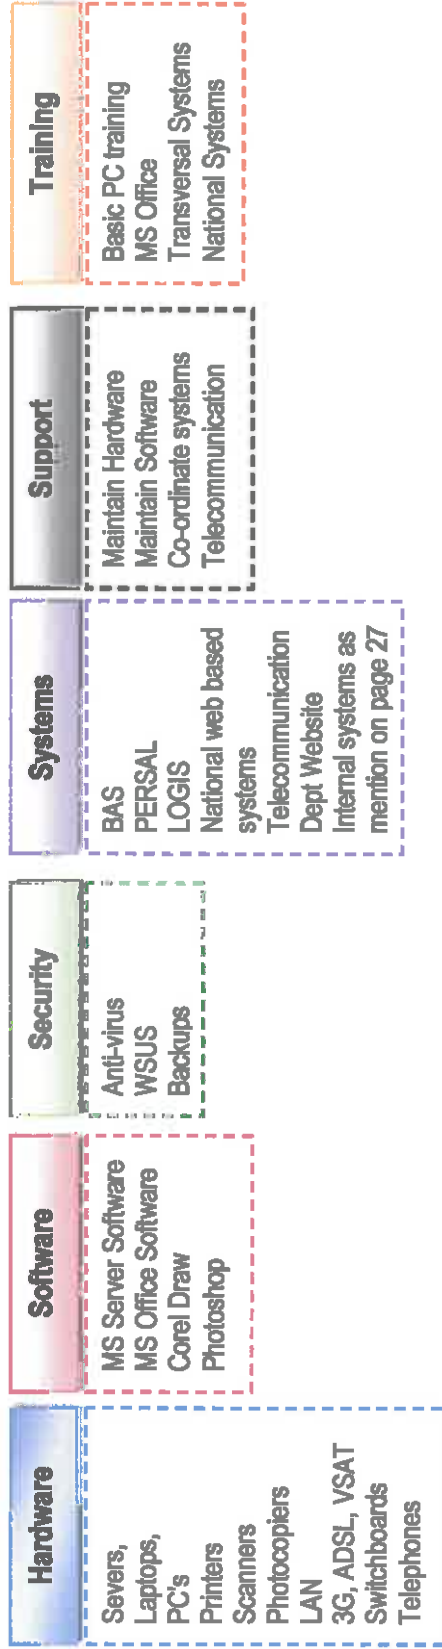 Hardware
Severs,
Laptops,
PC's
Printers
Scanners
Photocopiers
LAN
3G, ADSL, VSAT
Switchboards
Telephones
Software
MS Server Software
MS Office Software
Corel Draw
Photoshop
Security
Anti-virus
WSUS
Backups
Systems
BAS
PERSAL
LOGIS
National web based
systems
Telecommunication
Dept Website
Internal systems as
mention on page 27
Support
Maintain Hardware
Maintain Software
Co-ordinate systems
Telecommunication
Training
Basic PC training
MS Office
Transversal Systems
National Systems